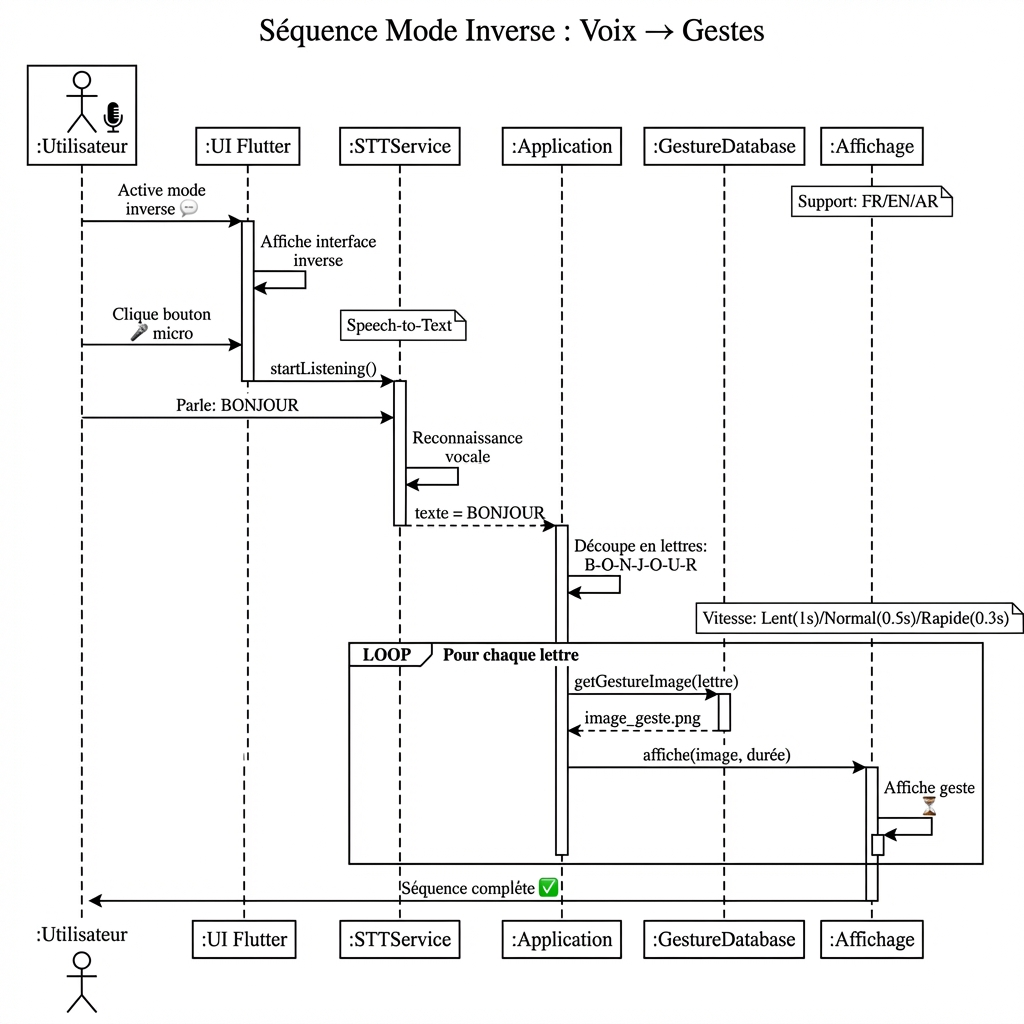 Séquence Mode Inverse : Voix → Gestes
:Utilisateur
:UI Flutter
:STTService
:Application
:GestureDatabase
:Affichage
Active mode
inverse 💬
Support: FR/EN/AR
Affiche interface
inverse
Clique bouton
🎤 micro
Speech-to-Text
startListening()
Parle: BONJOUR
Reconnaissance
vocale
texte = BONJOUR
Découpe en lettres:
B-O-N-J-O-U-R
Vitesse: Lent(1s)/Normal(0.5s)/Rapide(0.3s)
LOOP
Pour chaque lettre
getGestureImage(lettre)
image_geste.png
affiche(image, durée)
Affiche geste
⏳
Séquence compléte ✅
:Utilisateur
:UI Flutter
:STTService
:Application
:GestureDatabase
:Affichage